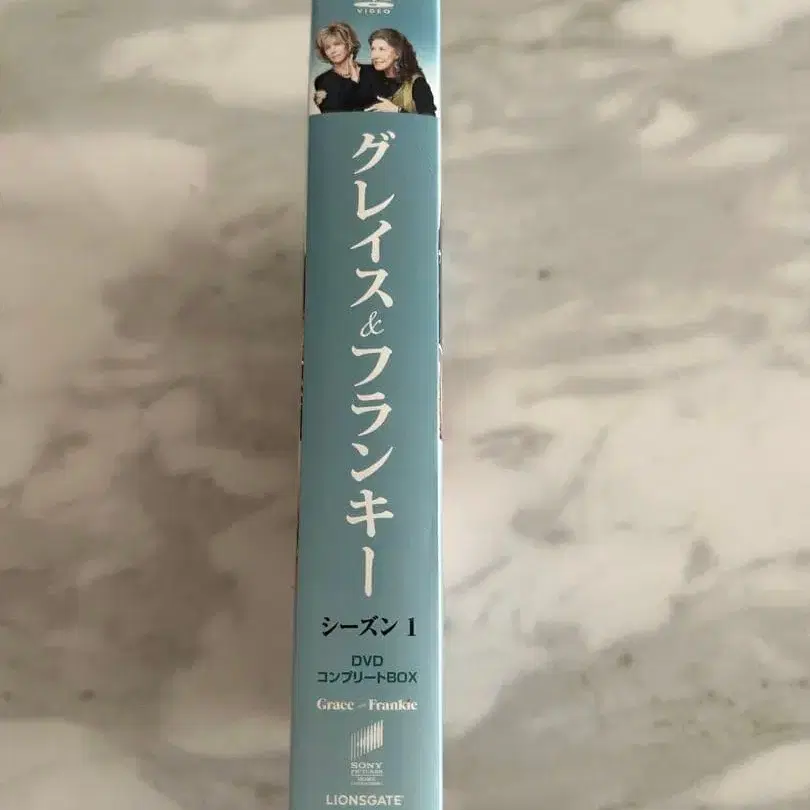 VIDEO
グレイス&フランキー
シーズン 1
DVD
コンプリートBOX
Grace and Frankie
SONY
PICTURES
LIONSGATE